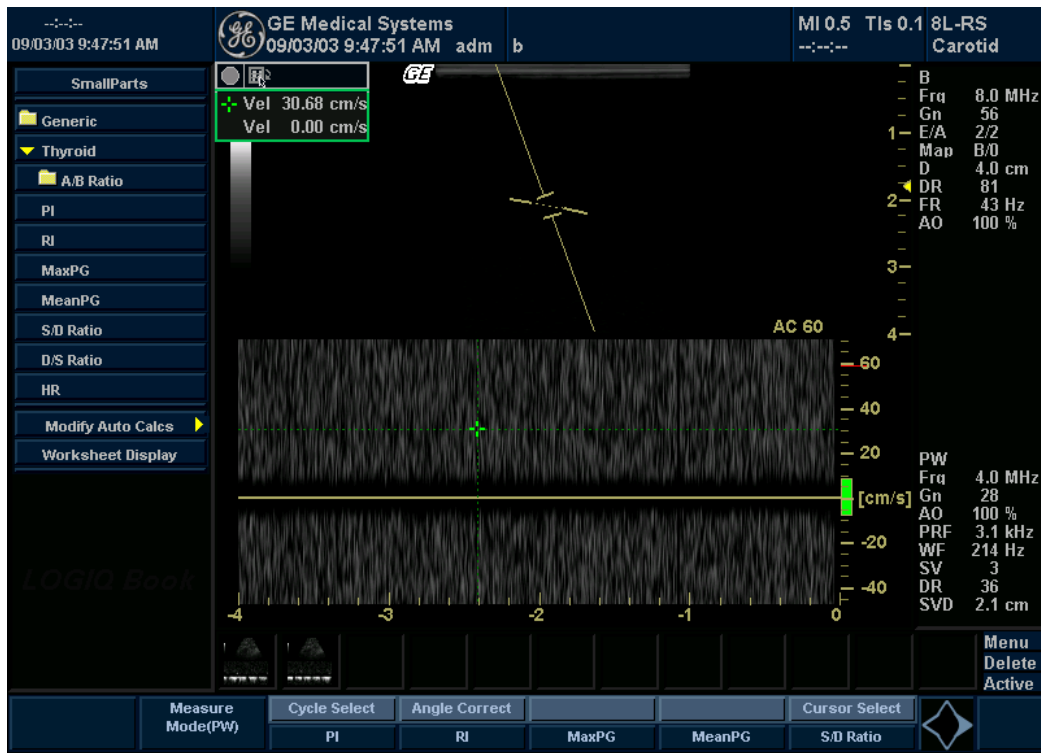 --:--:--
09/03/03 9:47:51 AM
GE Medical Systems
09/03/03 9:47:51 AM adm b
MI 0.5 TIs 0.1 8L-RS
--:--:-- Carotid
SmallParts
Generic
Thyroid
A/B Ratio
PI
RI
MaxPG
MeanPG
S/D Ratio
D/S Ratio
HR
Modify Auto Calcs
Worksheet Display
LOGIQ Book
Vel 30.68 cm/s
Vel 0.00 cm/s
GE
1
2
3
4
B
Frq 8.0 MHz
Gn 56
E/A 2/2
Map B/0
D 4.0 cm
DR 81
FR 43 Hz
AO 100 %
AC 60
60
40
20
[cm/s]
-20
-40
-4 -3 -2 -1 0
PW
Frq 4.0 MHz
Gn 28
AO 100 %
PRF 3.1 kHz
WF 214 Hz
SV 3
DR 36
SVD 2.1 cm
1 1
Menu
Delete
Active
Measure
Mode(PW)
Cycle Select Angle Correct Cursor Select
PI RI MaxPG MeanPG S/D Ratio